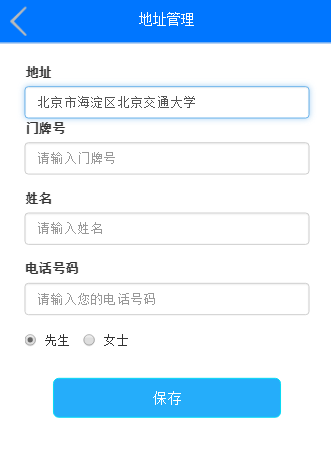 地址管理
地址
北京市海淀区北京交通大学
门牌号
请输入门牌号
姓名
请输入姓名
电话号码
请输入您的电话号码
先生 女士
保存